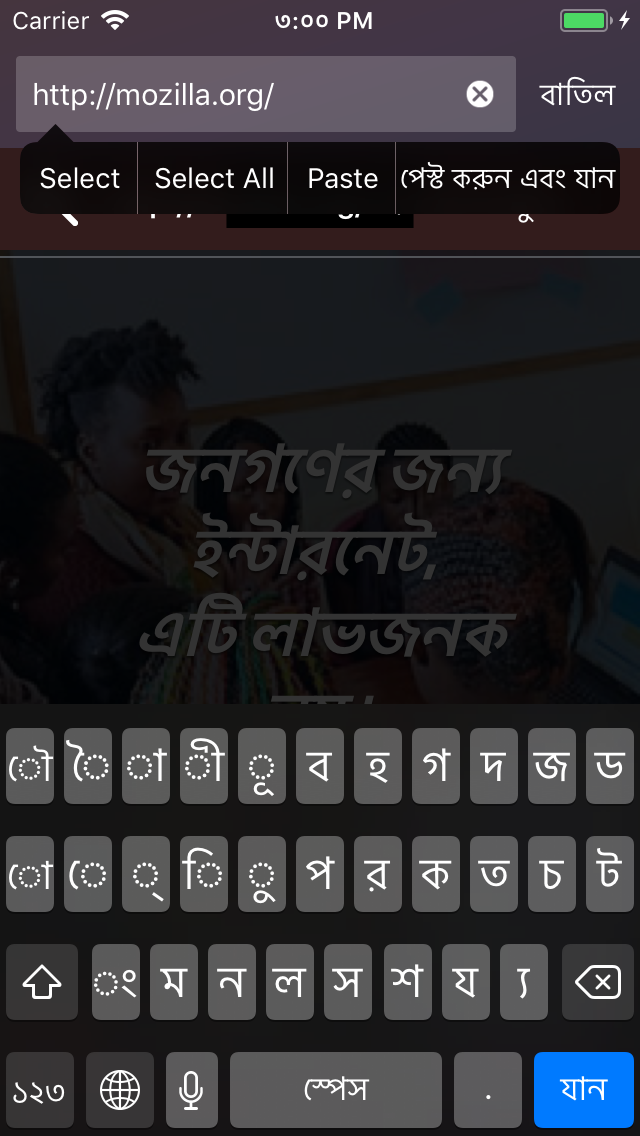 Carrier ৩:০০ PM
http://mozilla.org/ বাতিল
Select Select All Paste পেস্ট করুন এবং যান
জনগণের জন্য
ইন্টারনেট,
এটি লাভজনক
ৌ ৈ া ী ূ ব হ গ দ জ ড
ো ে ্ ি ু প র ক ত চ ট
ং ম ন ল স শ য ্য
১২৩ স্পেস . যান